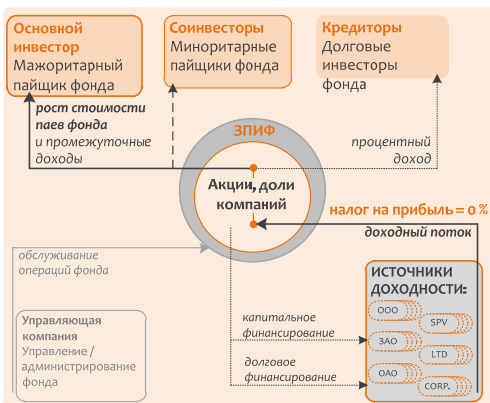 Основной
инвестор
Мажоритарный
пайщик фонда
Соинвесторы
Миноритарные
пайщики фонда
Кредиторы
Долговые
инвесторы
фонда
рост стоимости
паев фонда
и промежуточные
доходы
ЗПИФ
процентный
доход
Акции, доли
компаний
налог на прибыль = 0 %
доходный поток
обслуживание
операций фонда
ИСТОЧНИКИ
ДОХОДНОСТИ:
ООО
SPV
ЗАО
LTD
ОАО
CORP.
капитальное
финансирование
долговое
финансирование
Управляющая
компания
Управление /
администрирование
фонда